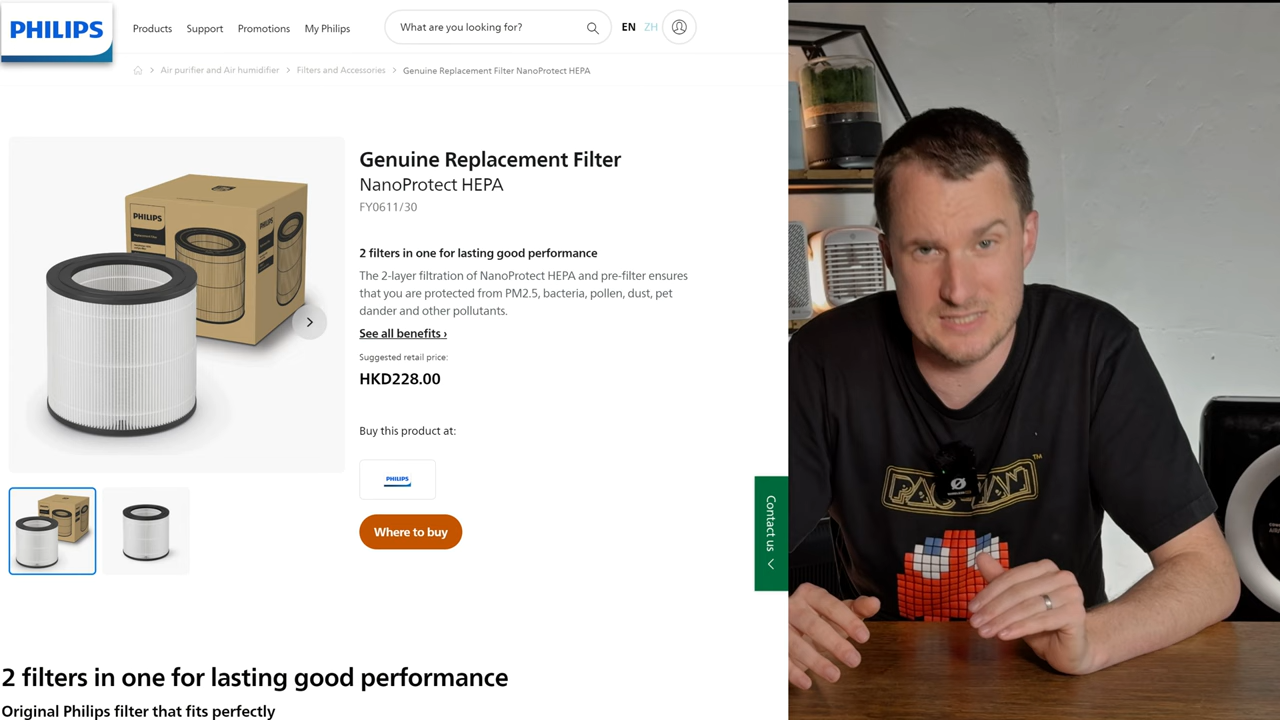 PHILIPS
Products
Support
Promotions
My Philips
What are you looking for?
EN
ZH
Air purifier and Air humidifier
Filters and Accessories
Genuine Replacement Filter NanoProtect HEPA
PHILIPS
Genuine Replacement Filter
NanoProtect HEPA
FY0611/30
2 filters in one for lasting good performance
The 2-layer filtration of NanoProtect HEPA and pre-filter ensures
that you are protected from PM2.5, bacteria, pollen, dust, pet
dander and other pollutants.
See all benefits ›
Suggested retail price:
HKD228.00
Buy this product at:
PHILIPS
Where to buy
Contact us
2 filters in one for lasting good performance
Original Philips filter that fits perfectly
TM